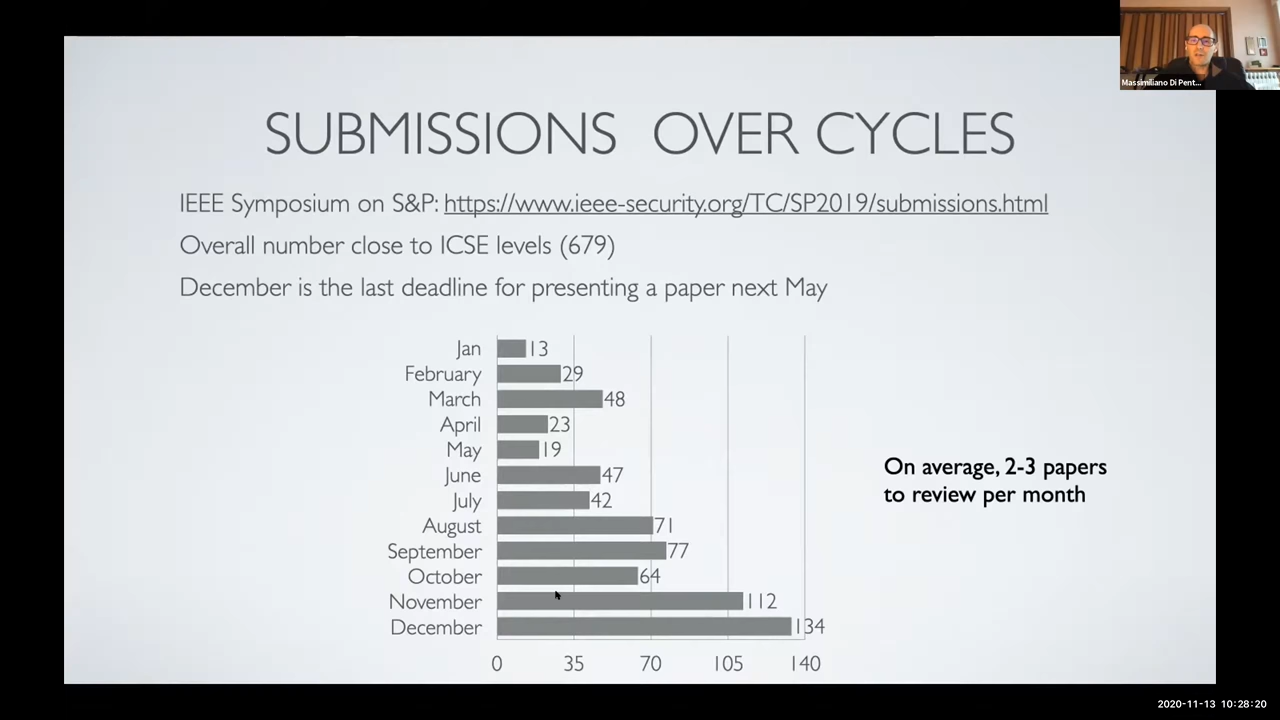 Massimiliano Di Pent...
SUBMISSIONS OVER CYCLES
IEEE Symposium on S&P: https://www.ieee-security.org/TC/SP2019/submissions.html
Overall number close to ICSE levels (679)
December is the last deadline for presenting a paper next May
Jan 13
February 29
March 48
April 23
May 19
June 47
July 42
August 71
September 77
October 64
November 112
December 134
0 35 70 105 140
On average, 2-3 papers
to review per month
2020-11-13 10:28:20